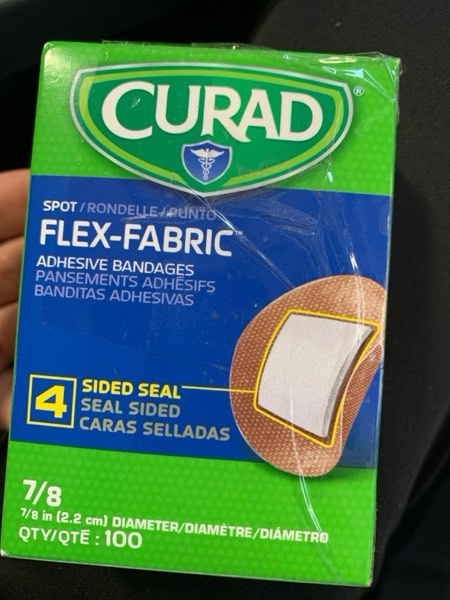 CURAD®
SPOT / RONDELLE / PUNTO
FLEX-FABRIC™
ADHESIVE BANDAGES
PANSEMENTS ADHÉSIFS
BANDITAS ADHESIVAS
4 SIDED SEAL
SEAL SIDED
CARAS SELLADAS
7/8
7/8 in (2.2 cm) DIAMETER/DIAMÈTRE/DIÁMETRO
QTY/QTÉ : 100